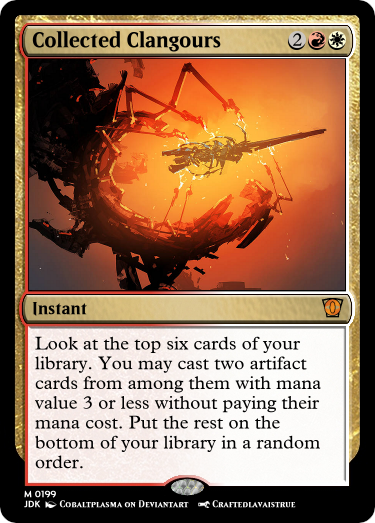 Collected Clangours 2
Instant
Look at the top six cards of your
library. You may cast two artifact
cards from among them with mana
value 3 or less without paying their
mana cost. Put the rest on the
bottom of your library in a random
order.
M 0199
JDK Cobaltplasma on Deviantart Craftedlavaistrue